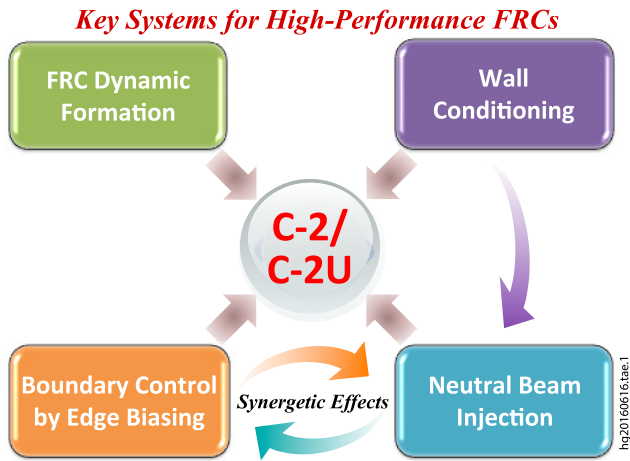 Key Systems for High-Performance FRCs
FRC Dynamic
Formation
Wall
Conditioning
C-2/
C-2U
Boundary Control
by Edge Biasing
Synergetic Effects
Neutral Beam
Injection
hq20160616.tae.1